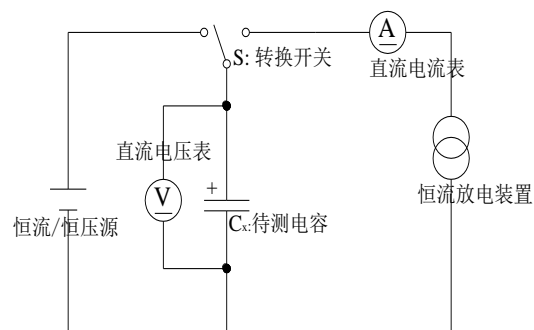 A
S: 转换开关
直流电流表
直流电压表
V
+
恒流放电装置
恒流/恒压源
Cx:待测电容